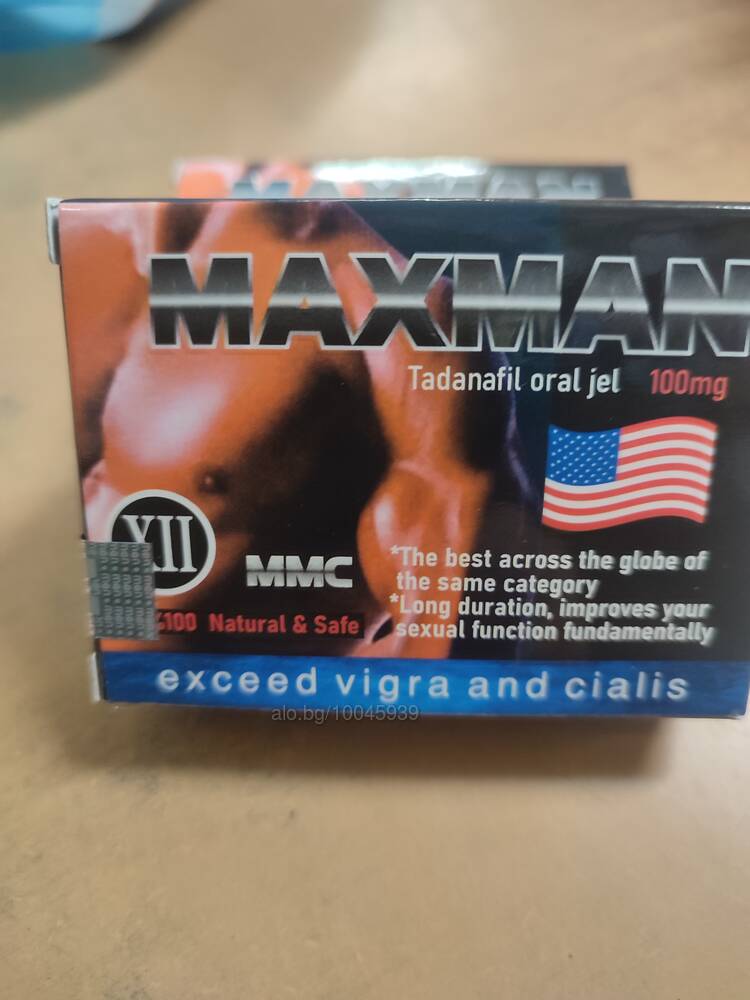 MAXMAN
MAXMAN
Tadanafil oral jel 100mg
XII
MMC
*The best across the globe of
the same category
*Long duration, improves your
sexual function fundamentally
%100 Natural & Safe
exceed vigra and cialis
alo.bg/10045939